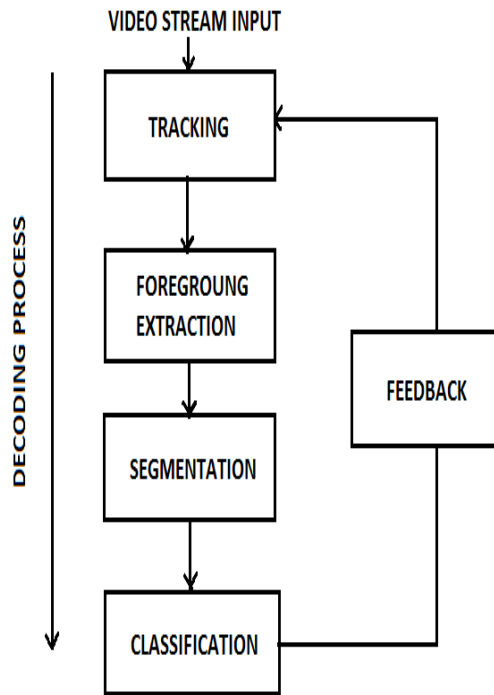 VIDEO STREAM INPUT
TRACKING
FOREGROUNG
EXTRACTION
SEGMENTATION
CLASSIFICATION
FEEDBACK
DECODING PROCESS